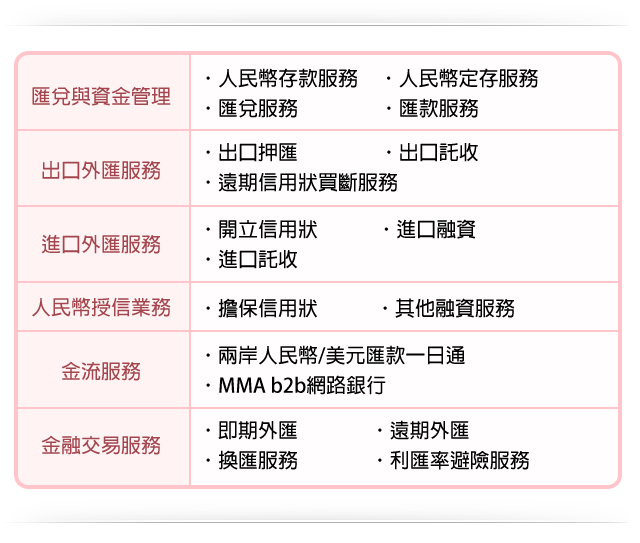 匯兌與資金管理
· 人民幣存款服務 · 人民幣定存服務
· 匯兌服務 · 匯款服務
出口外匯服務
· 出口押匯 · 出口託收
· 遠期信用狀買斷服務
進口外匯服務
· 開立信用狀 · 進口融資
· 進口託收
人民幣授信業務
· 擔保信用狀 · 其他融資服務
金流服務
· 兩岸人民幣/美元匯款一日通
· MMA b2b網路銀行
金融交易服務
· 即期外匯 · 遠期外匯
· 換匯服務 · 利匯率避險服務